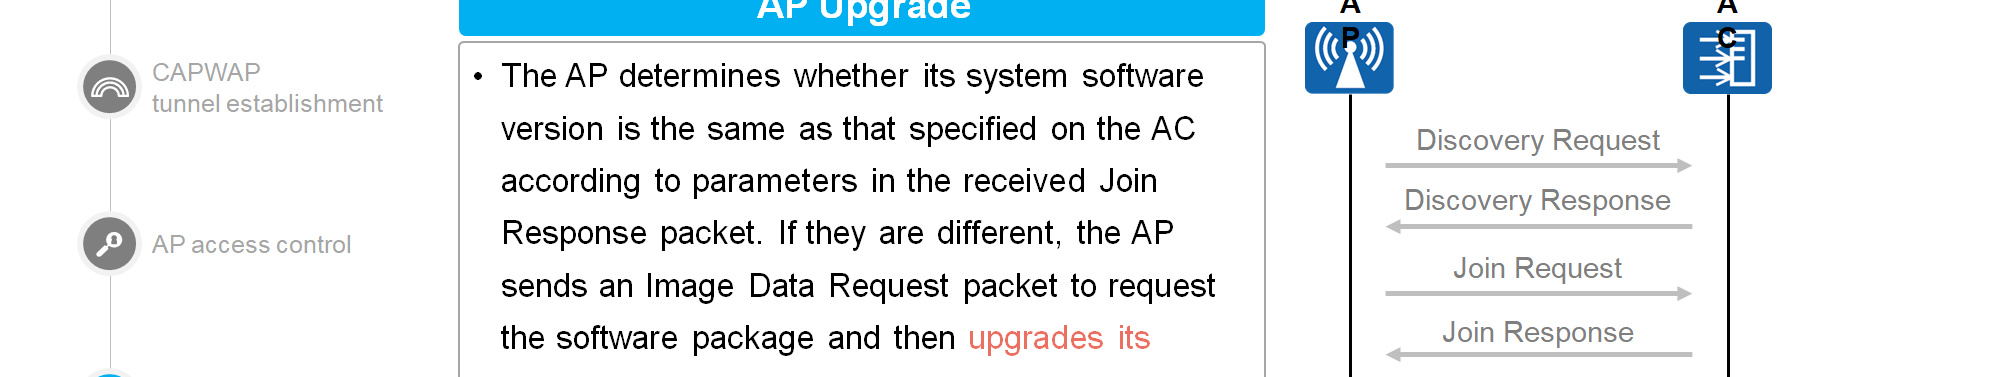 AP Upgrade
CAPWAP
tunnel establishment
AP access control
• The AP determines whether its system software
version is the same as that specified on the AC
according to parameters in the received Join
Response packet. If they are different, the AP
sends an Image Data Request packet to request
the software package and then upgrades its
A
P
A
C
Discovery Request
Discovery Response
Join Request
Join Response